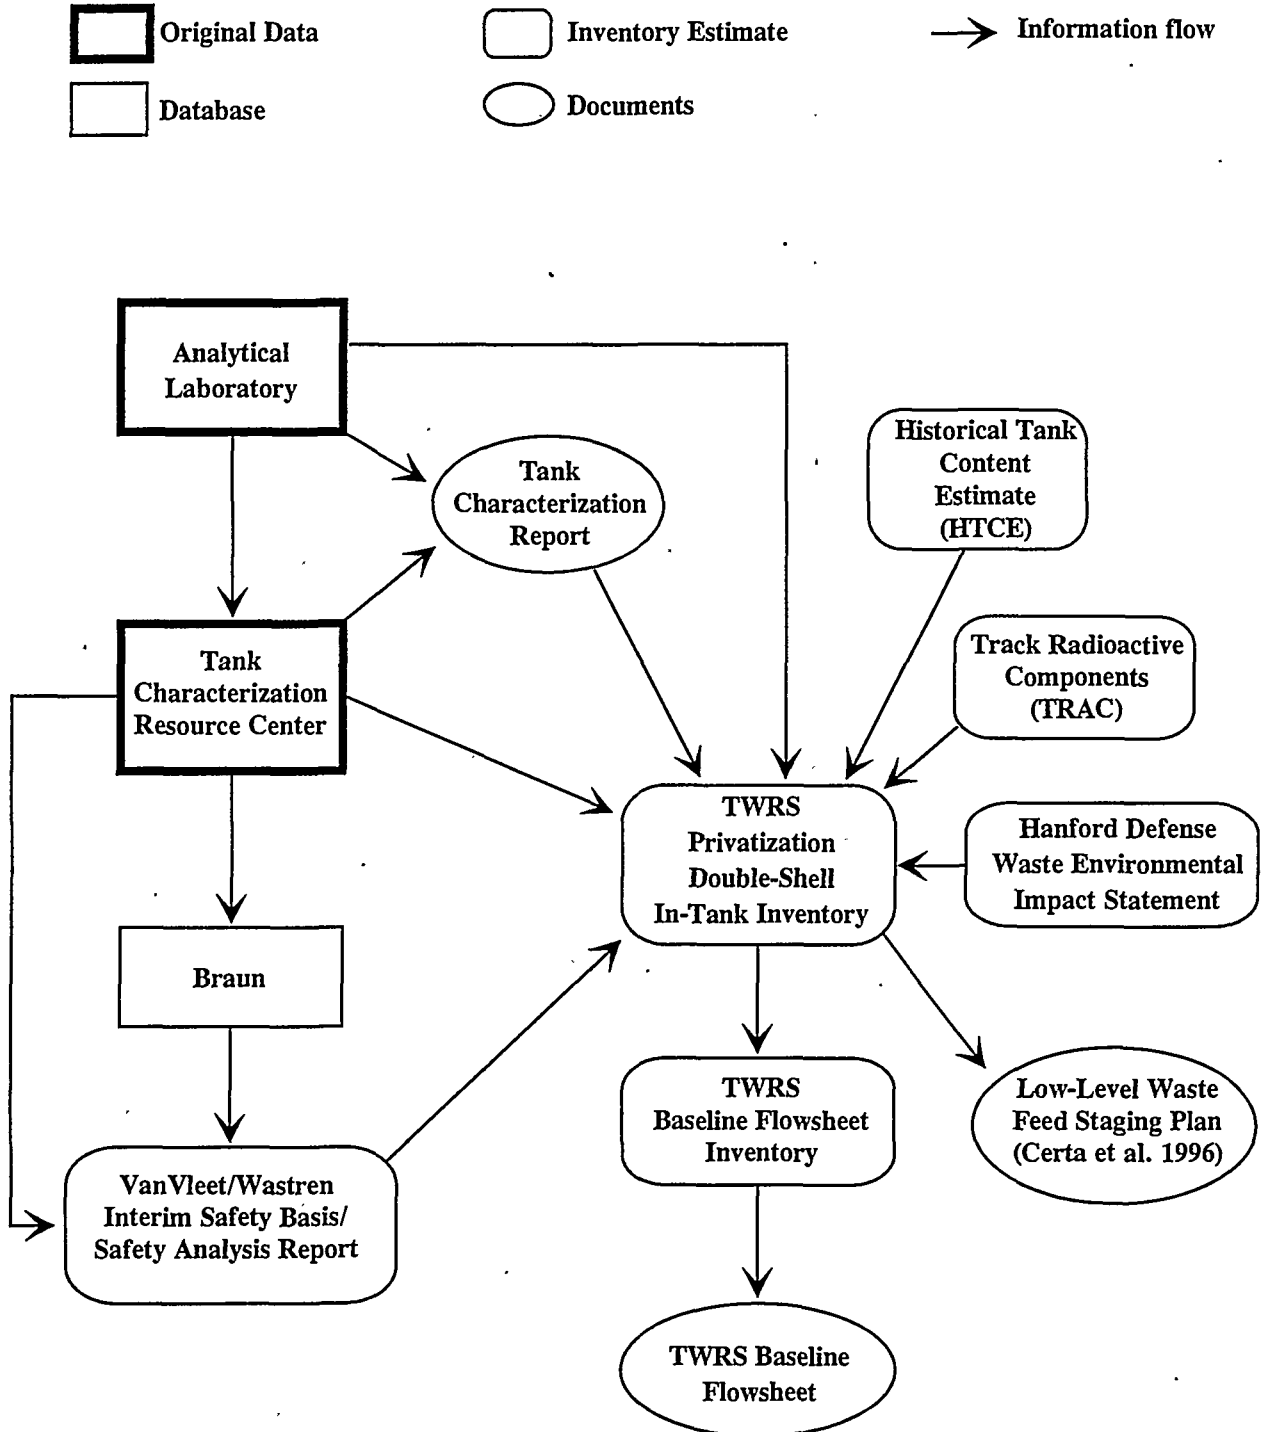 Original Data
Inventory Estimate
Information flow
Database
Documents
Analytical
Laboratory
Tank
Characterization
Report
Historical Tank
Content
Estimate
(HTCE)
Track Radioactive
Components
(TRAC)
Tank
Characterization
Resource Center
TWRS
Privatization
Double-Shell
In-Tank Inventory
Hanford Defense
Waste Environmental
Impact Statement
Braun
TWRS
Baseline Flowsheet
Inventory
Low-Level Waste
Feed Staging Plan
(Certa et al. 1996)
VanVleet/Wastren
Interim Safety Basis/
Safety Analysis Report
TWRS Baseline
Flowsheet